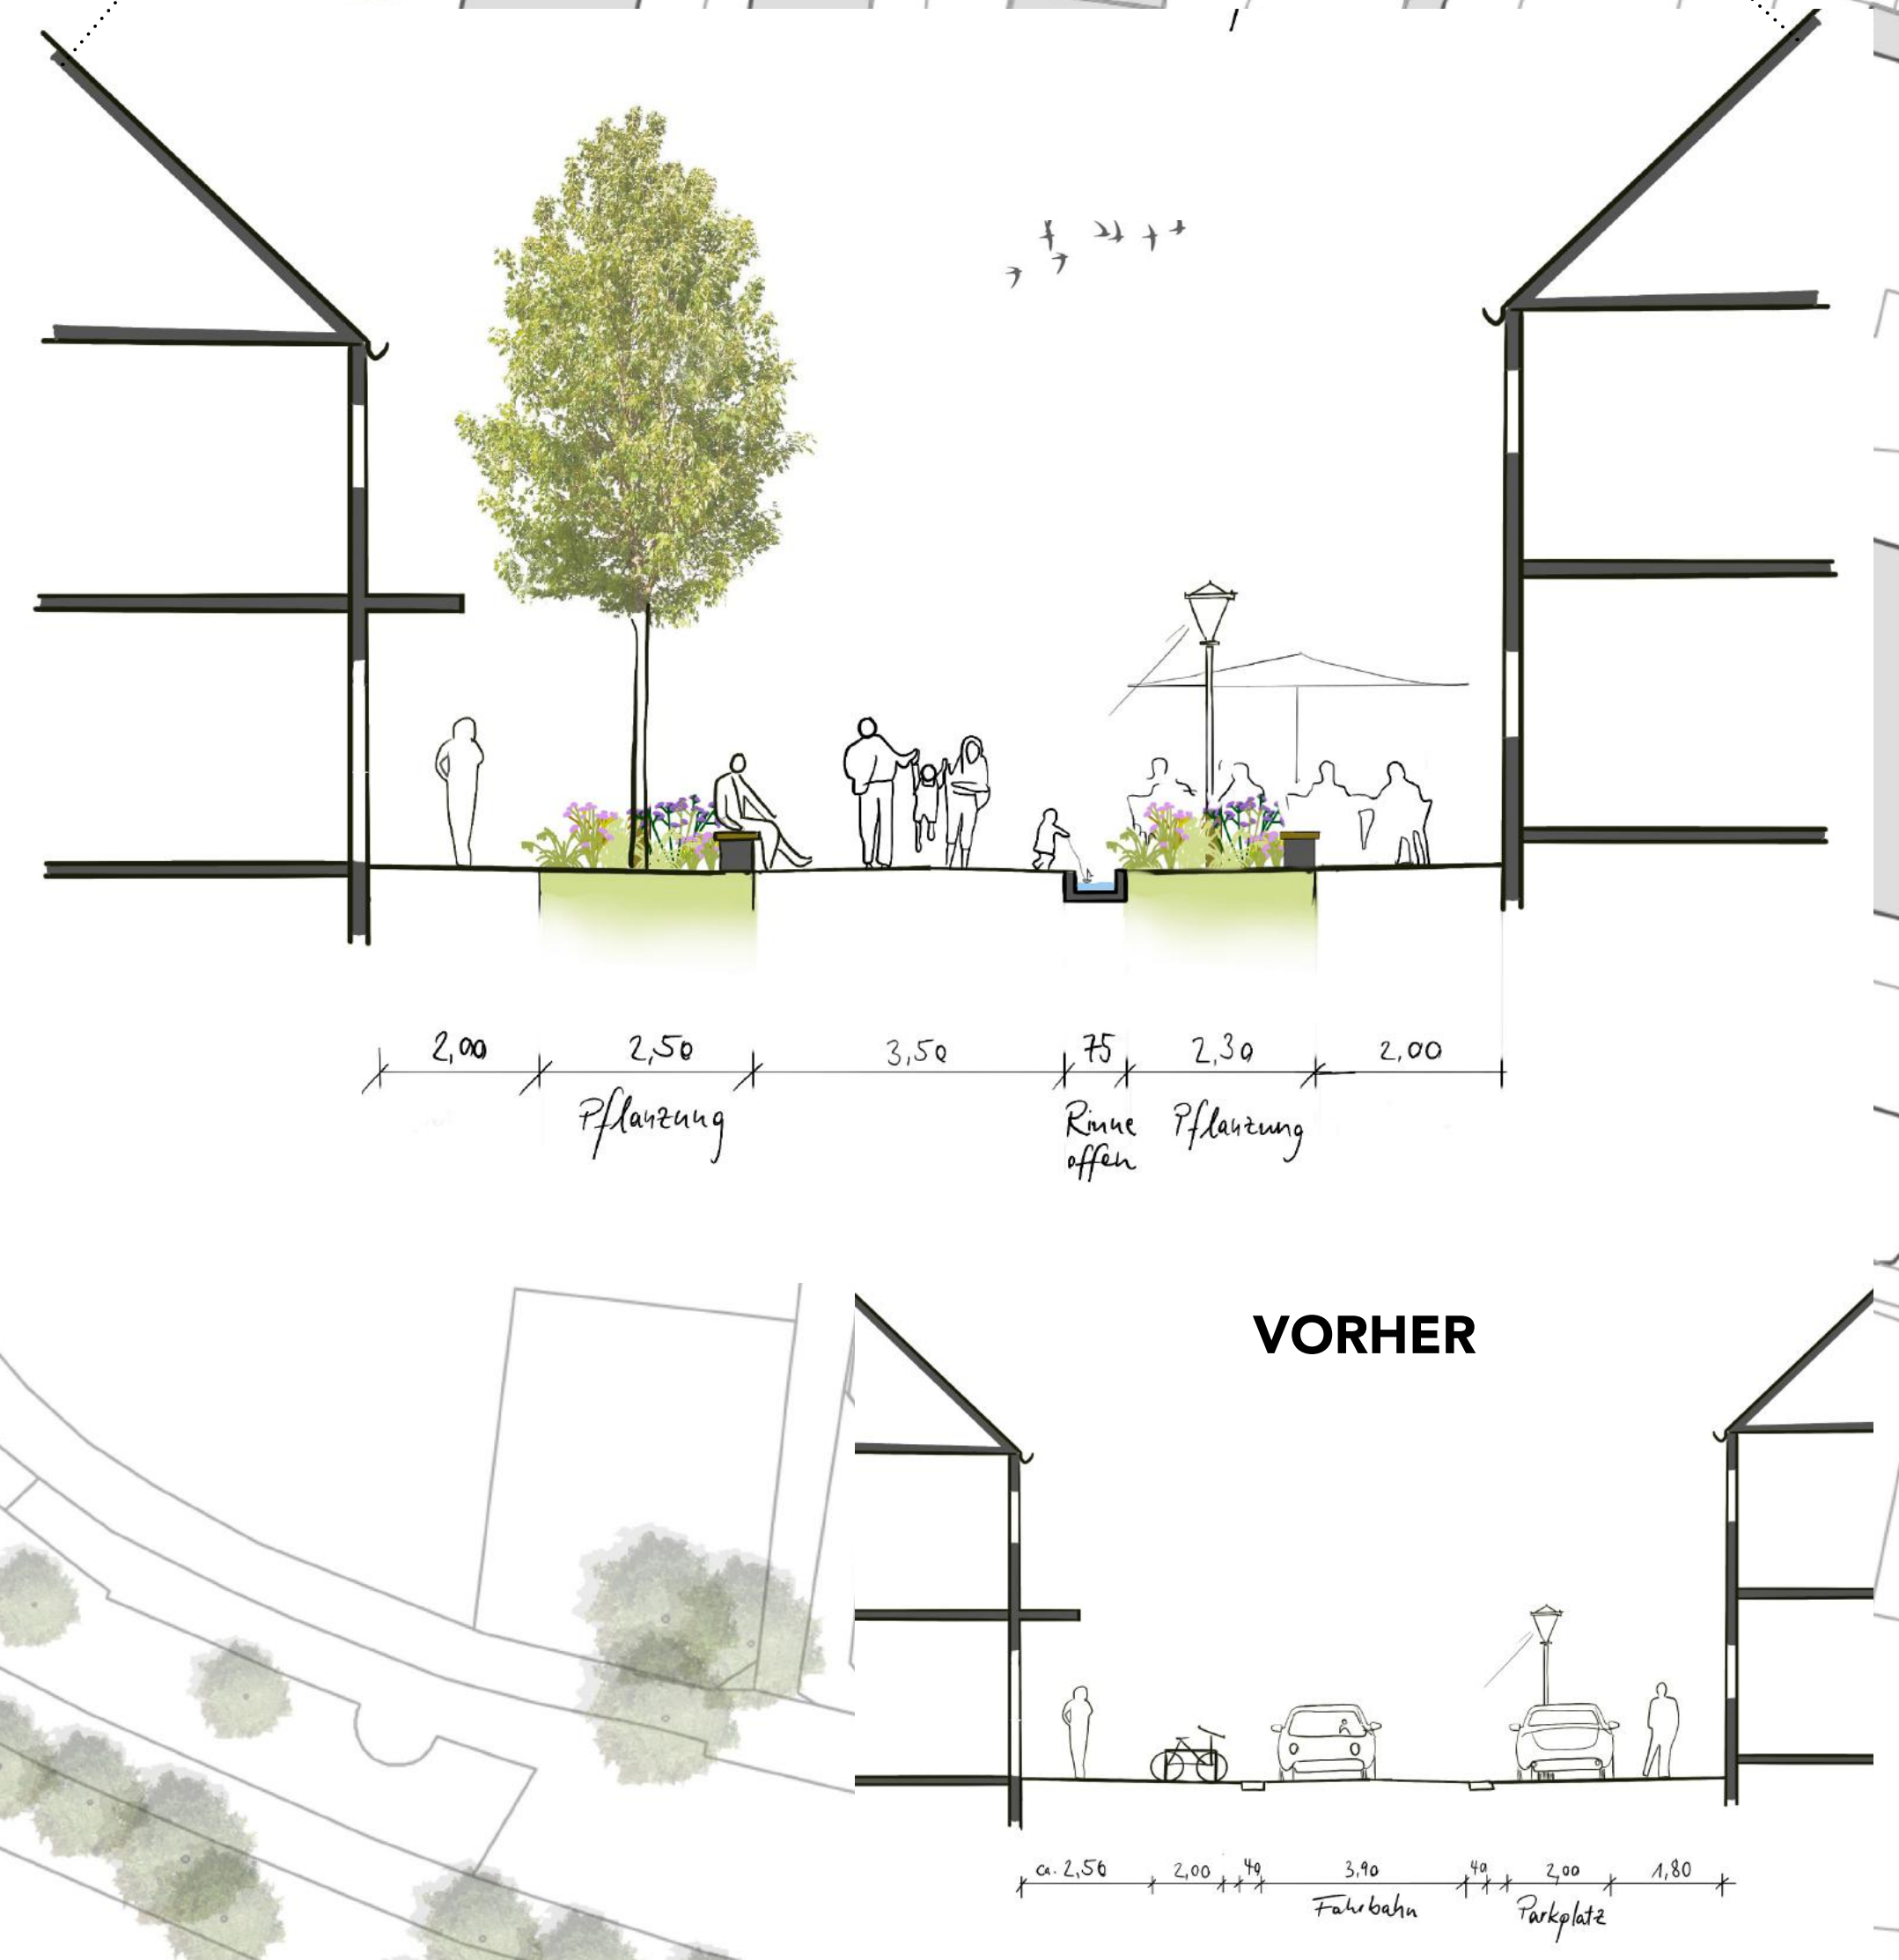 2,00 2,50 3,50 75 2,30 2,00
Pflanzung Rinne Pflanzung
offen
VORHER
ca. 2,50 2,00 40 3,90 40 2,00 1,80
Fahrbahn Parkplatz